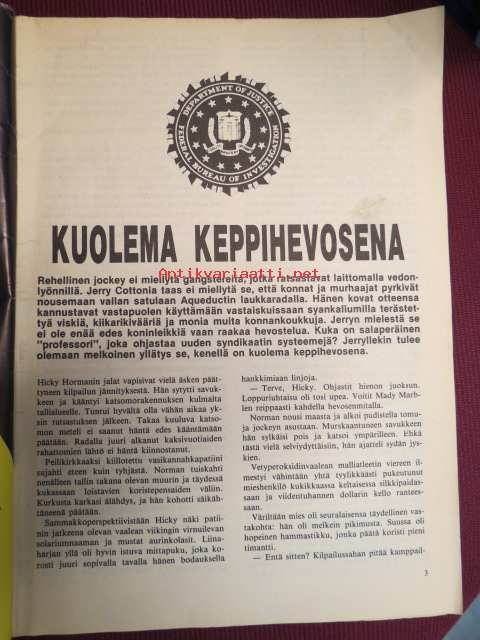 DEPARTMENT OF JUSTICE
FEDERAL BUREAU OF INVESTIGATION
KUOLEMA KEPPIHEVOSENA
Antikvariaatti.net
Rehellinen jockey ei miellytä gangstereita, jotka ratsastavat laittomalla vedon-
lyönnillä. Jerry Cottonia taas ei miellytä se, että konnat ja murhaajat pyrkivät
nousemaan vallan satulaan Aqueductin laukkaradalla. Hänen kovat otteensa
kannustavat vastapuolen käyttämään vastaiskuissaan syankaliumilla terästet-
tyä viskiä, kiikarikivääriä ja monia muita konnankoukkuja. Jerryn mielestä se
ei ole enää edes koninleikkiä vaan raakaa hevostelua. Kuka on salaperäinen
"professori", joka ohjastaa uuden syndikaatin systeemejä? Jerryllekin tulee
olemaan melkoinen yllätys se, kenellä on kuolema keppihevosena.
Hicky Hormanin jalat vapisivat vielä äsken päät-
tyneen kilpailun jännityksestä. Hän sytytti savuk-
keen ja kääntyi katsomorakennuksen kulmalta
tallialueelle. Tuntui hyvältä olla vähän aikaa yk-
sin ratsastuksen jälkeen. Takaa kuuluva katso-
mon meteli ei saanut häntä edes kääntämään
päätään. Radalla juuri alkanut kaksivuotiaiden
rahattomien lähtö ei häntä kiinnostanut.
Peilikirkkaaksi kiillotettu vasikannahkapatiini
sujahti eteen kuin tyhjästä. Norman tuiskahti
nenälleen tallin takana olevan muurin ja täydessä
kukassaan loistavien koristepensaiden väliin.
Kurkusta karkasi älähdys, ja hän kohotti säikäh-
täneenä päätään.
Sammakkoperspektiivistään Hicky näki patii-
nin jatkeena olevan vaalean viikingin virnuilevan
solariumnaaman ja mustat aurinkolasit. Liina-
harjan yllä oli hyvin istuva mittapuku, joka ko-
rosti juuri sopivalla tavalla hänen bodauksella
hankkimiaan linjoja.
— Terve, Hicky. Ohjastit hienon juoksun.
Loppuriuhtaisu oli tosi upea. Voitit Mady Marb-
len reippaasti kahdella hevosenmitalla.
Norman nousi maasta ja alkoi pudistella tomu-
ja jockeyn asustaan. Murskaantuneen savukkeen
hän sylkäisi pois ja katsoi ympärilleen. Ehkä
tästä vielä selviydyttäisiin, hän ajatteli sydän jys-
kien.
Vetyperoksidinvaalean malliatleetin viereen il-
mestyi vähintään yhtä tyylikkäästi pukeutunut
mieshenkilö kukikkaassa keltaisessa silkkipaidas-
saan ja viidentuhannen dollarin kello rantees-
saan.
Väriltään mies oli seuralaisensa täydellinen vas-
takohta: hän oli melkein pikimusta. Suussa oli
hopeinen hammastikku, jonka päätä koristi pieni
timantti.
— Entä sitten? Kilpailussahan pitää kamppail-
3